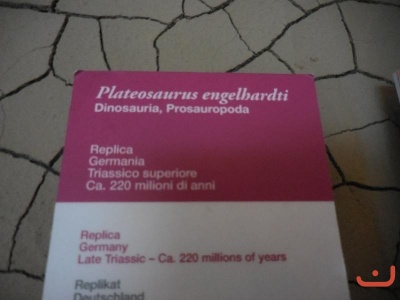 Plateosaurus engelhardti
Dinosauria, Prosauropoda
Replica
Germania
Triassico superiore
Ca. 220 milioni di anni
Replica
Germany
Late Triassic – Ca. 220 millions of years
Replikat
Deutschland